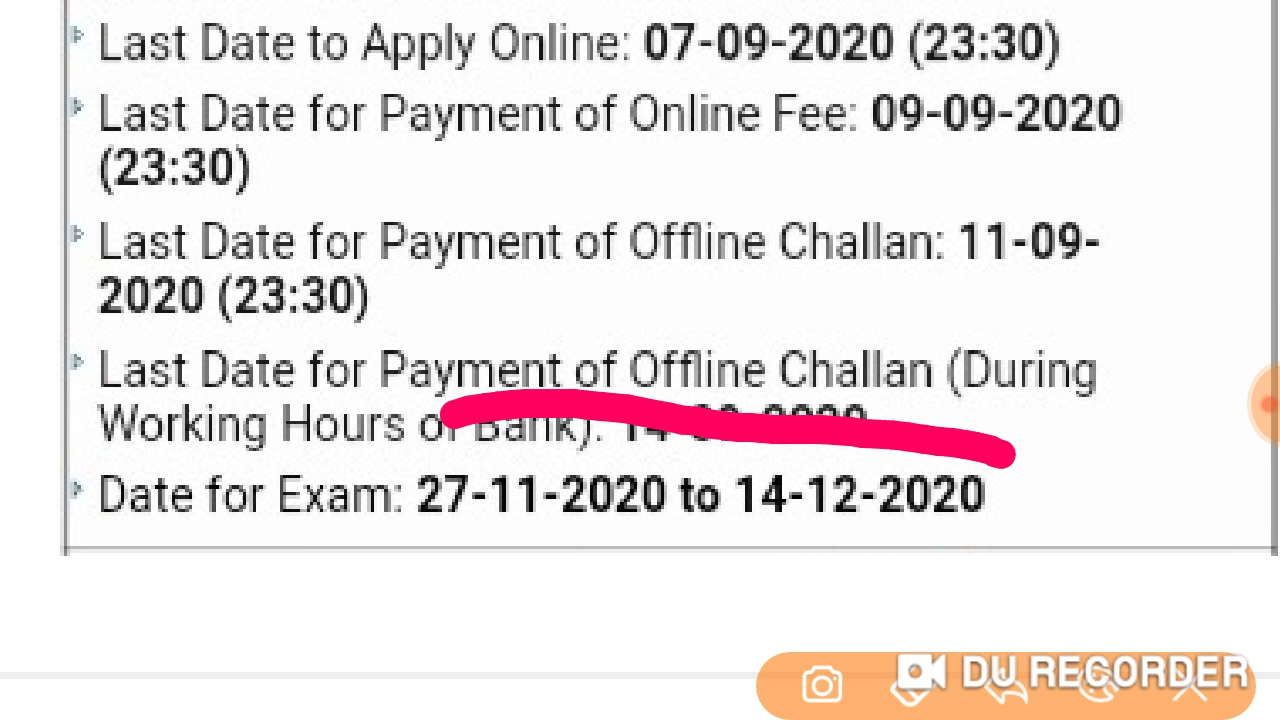 Last Date to Apply Online: 07-09-2020 (23:30)
Last Date for Payment of Online Fee: 09-09-2020
(23:30)
Last Date for Payment of Offline Challan: 11-09-
2020 (23:30)
Last Date for Payment of Offline Challan (During
Working Hours of Bank): 14-09-2020
Date for Exam: 27-11-2020 to 14-12-2020
DU RECORDER